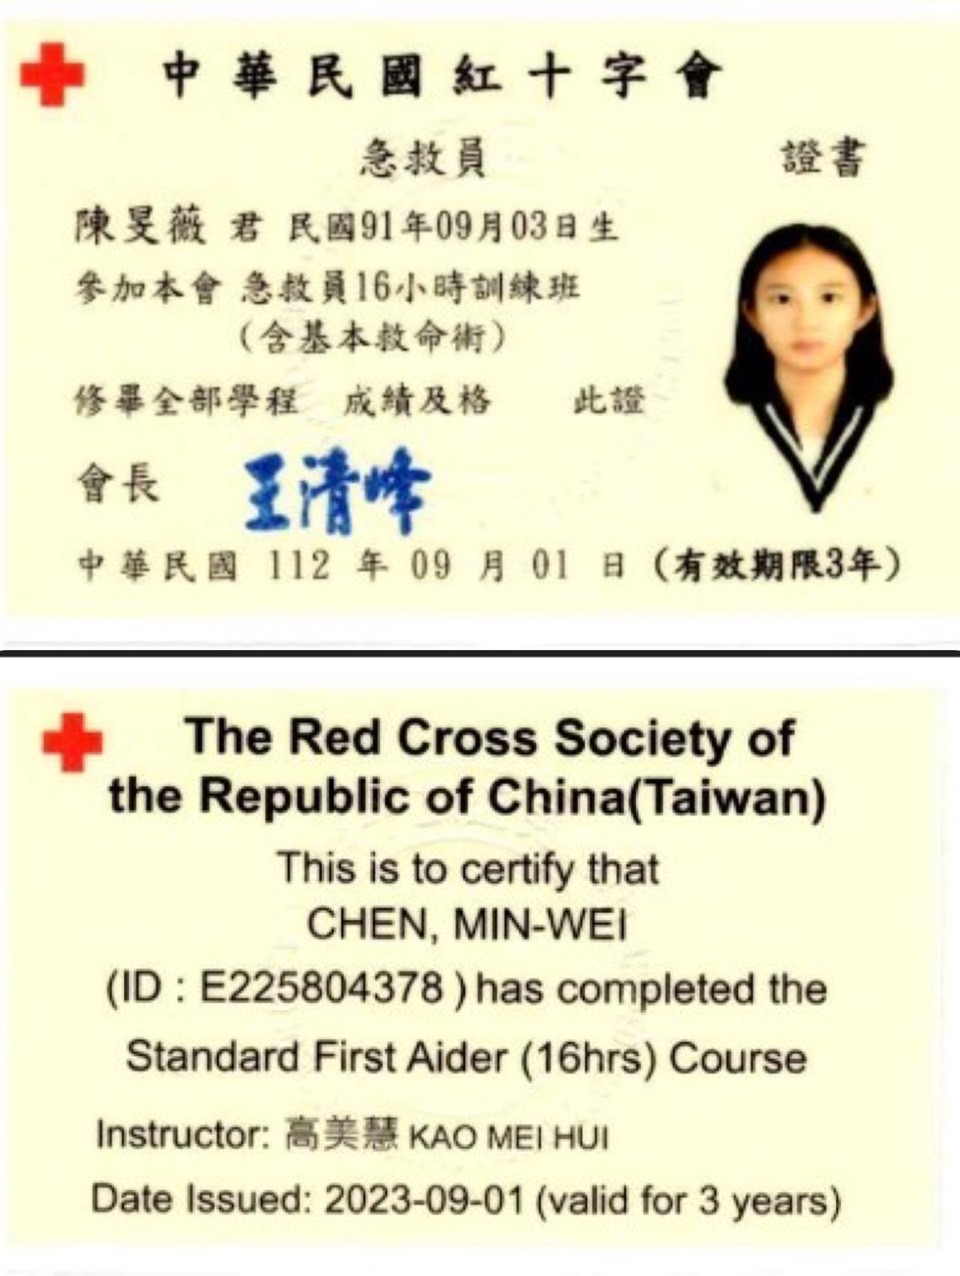 中華民國紅十字會
急救員 證書
陳旻薇 君 民國91年09月03日生
參加本會 急救員16小時訓練班
（含基本救命術）
修畢全部學程 成績及格 此證
會長 王清峰
中華民國 112 年 09 月 01 日（有效期限3年）
The Red Cross Society of
the Republic of China(Taiwan)
This is to certify that
CHEN, MIN-WEI
(ID : E225804378 ) has completed the
Standard First Aider (16hrs) Course
Instructor: 高美慧 KAO MEI HUI
Date Issued: 2023-09-01 (valid for 3 years)